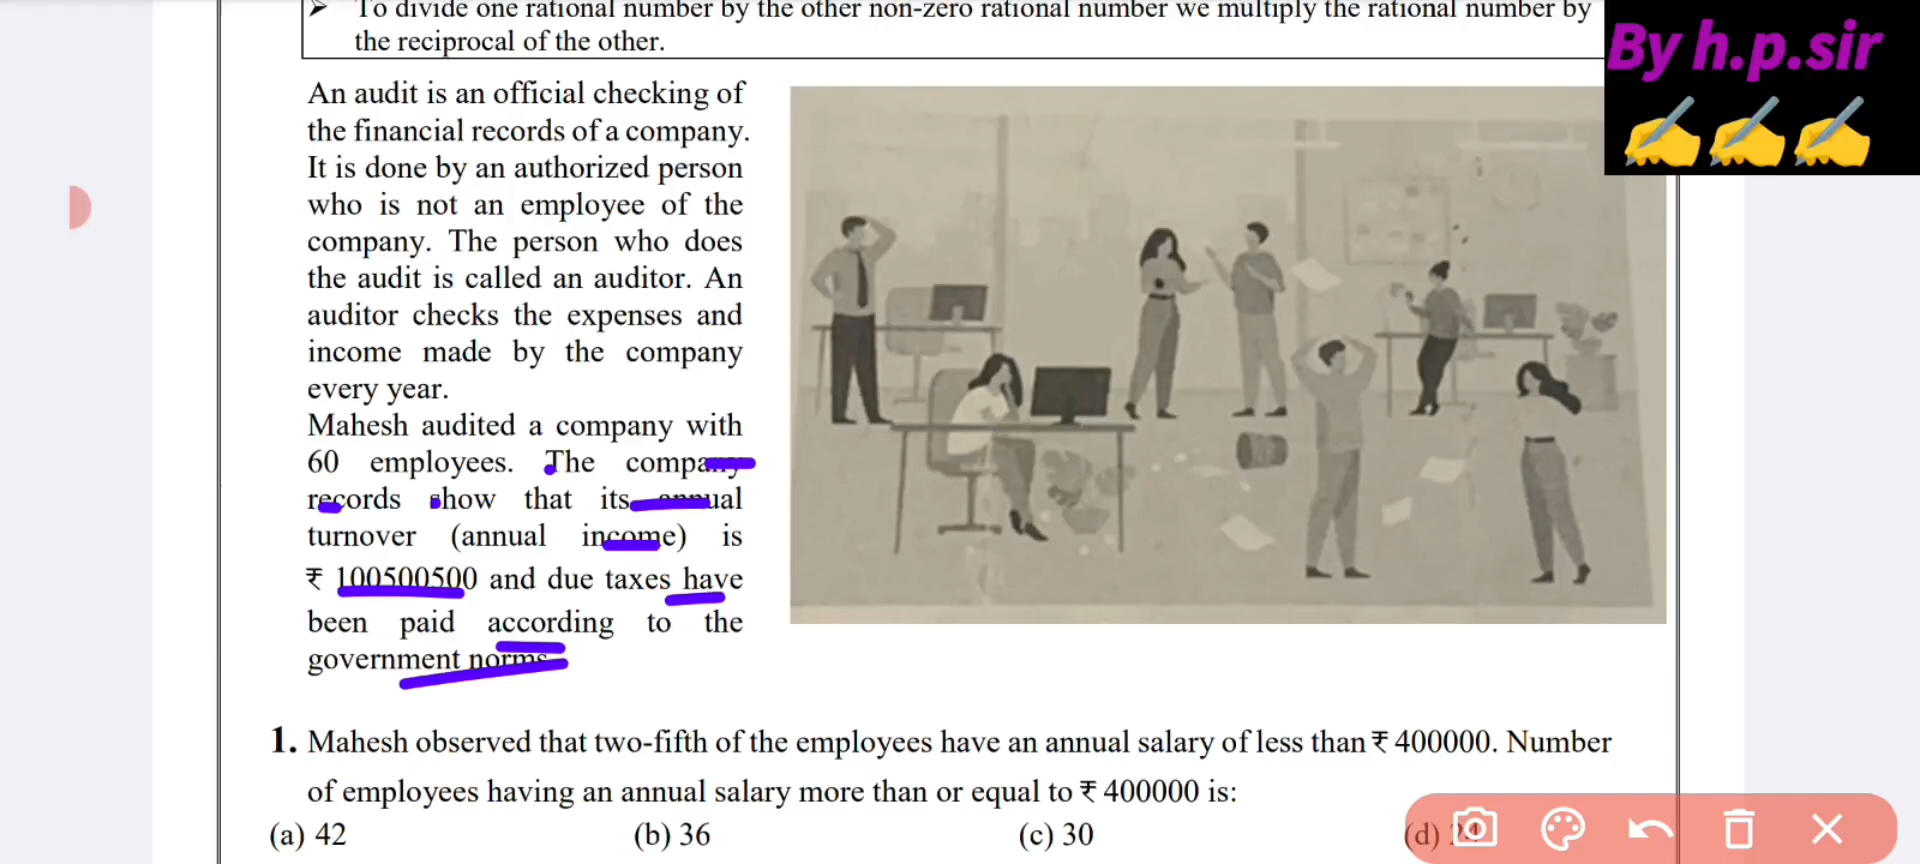 To divide one rational number by the other non-zero rational number we multiply the rational number by
the reciprocal of the other.
By h.p.sir
An audit is an official checking of
the financial records of a company.
It is done by an authorized person
who is not an employee of the
company. The person who does
the audit is called an auditor. An
auditor checks the expenses and
income made by the company
every year.
Mahesh audited a company with
60 employees. The company
records show that its annual
turnover (annual income) is
₹ 100500500 and due taxes have
been paid according to the
government norms
1. Mahesh observed that two-fifth of the employees have an annual salary of less than ₹ 400000. Number
of employees having an annual salary more than or equal to ₹ 400000 is:
(a) 42 (b) 36 (c) 30 (d)